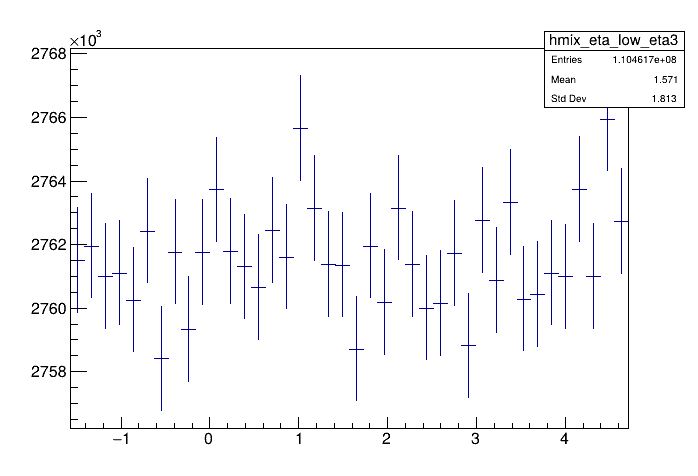 ×10³
hmix_eta_low_eta3
Entries 1.104617e+08
Mean 1.571
Std Dev 1.813
2768
2766
2764
2762
2760
2758
−1 0 1 2 3 4